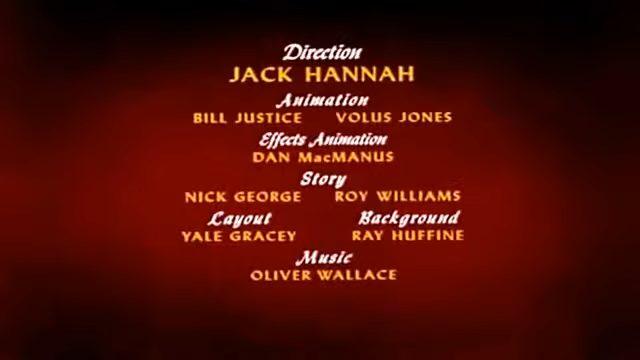 Direction
JACK HANNAH
Animation
BILL JUSTICE VOLUS JONES
Effects Animation
DAN MacMANUS
Story
NICK GEORGE ROY WILLIAMS
Layout Background
YALE GRACEY RAY HUFFINE
Music
OLIVER WALLACE